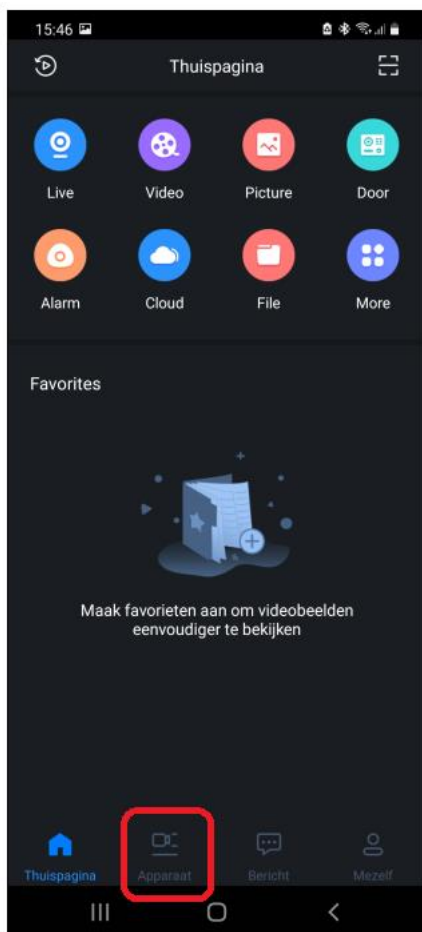 15:46
Thuispagina
Live Video Picture Door
Alarm Cloud File More
Favorites
Maak favorieten aan om videobeelden
eenvoudiger te bekijken
Thuispagina Apparaat Bericht Mezelf